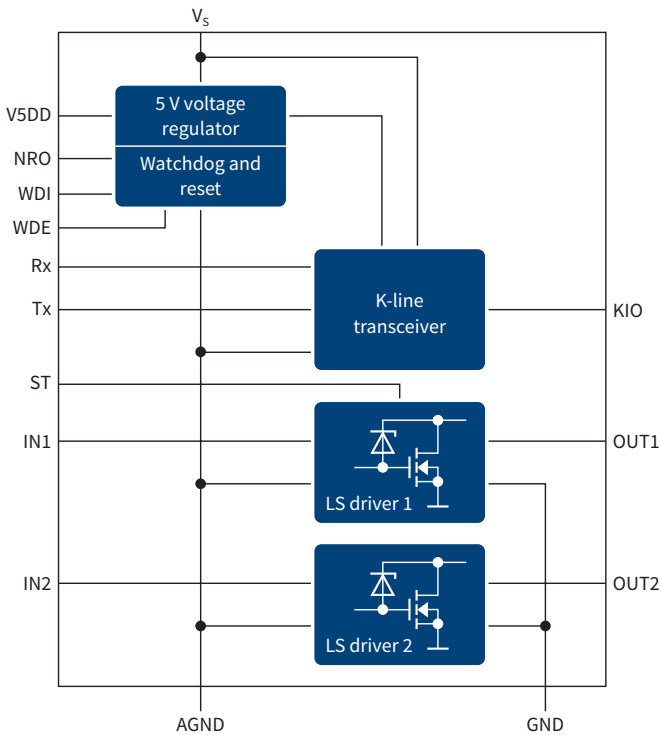 VS
V5DD
5 V voltage
regulator
NRO
Watchdog and
reset
WDI
WDE
Rx
K-line
transceiver
Tx
KIO
ST
IN1
OUT1
LS driver 1
IN2
OUT2
LS driver 2
AGND
GND